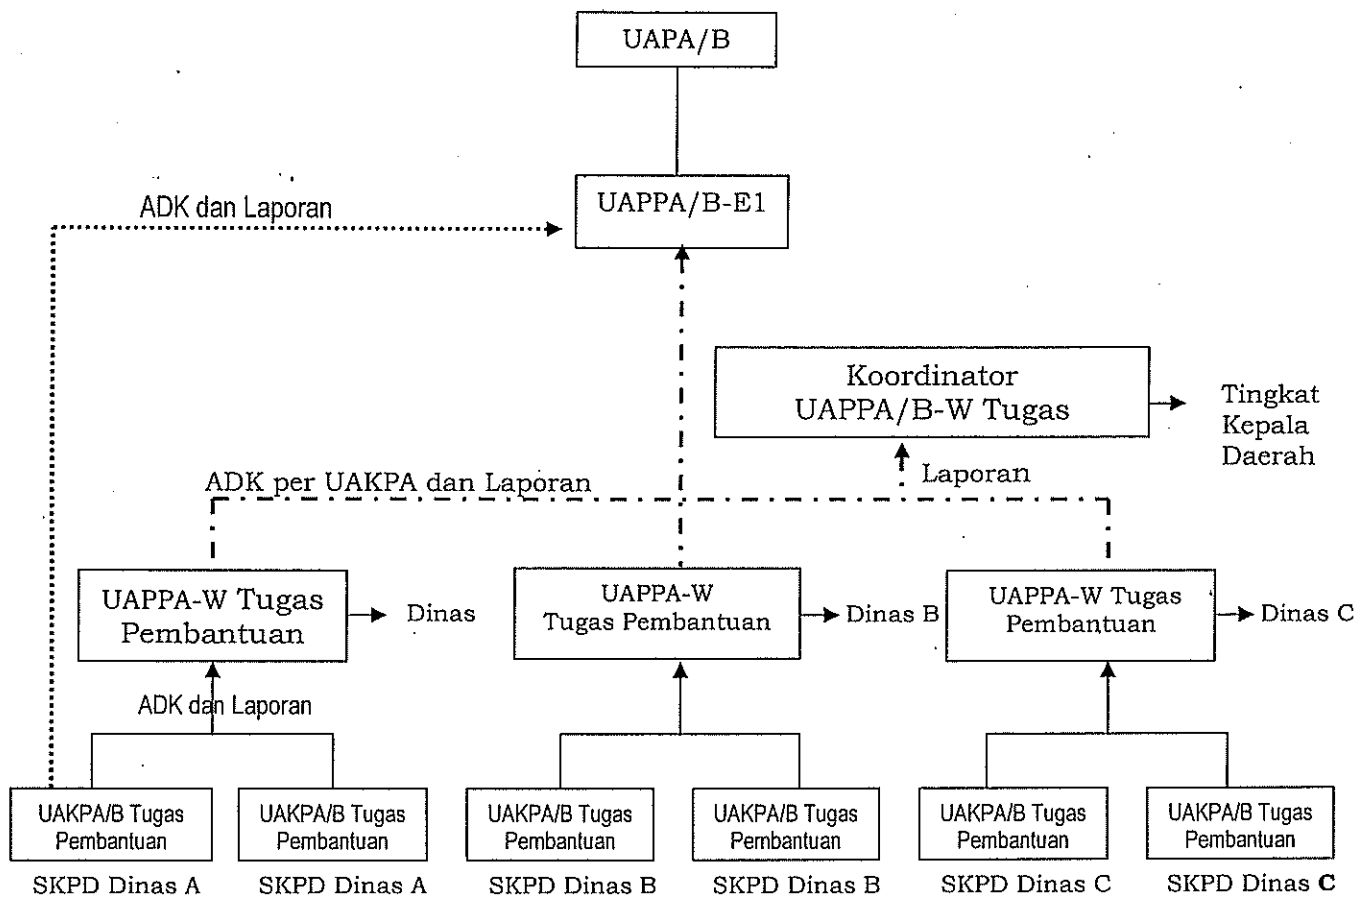 UAPA/B
UAPPA/B-E1
ADK dan Laporan
Koordinator
UAPPA/B-W Tugas
Tingkat
Kepala
Daerah
ADK per UAKPA dan Laporan
Laporan
UAPPA-W Tugas
Pembantuan
Dinas
UAPPA-W
Tugas Pembantuan
Dinas B
UAPPA-W Tugas
Pembantuan
Dinas C
ADK dan Laporan
UAKPA/B Tugas
Pembantuan
UAKPA/B Tugas
Pembantuan
UAKPA/B Tugas
Pembantuan
UAKPA/B Tugas
Pembantuan
UAKPA/B Tugas
Pembantuan
UAKPA/B Tugas
Pembantuan
SKPD Dinas A
SKPD Dinas A
SKPD Dinas B
SKPD Dinas B
SKPD Dinas C
SKPD Dinas C